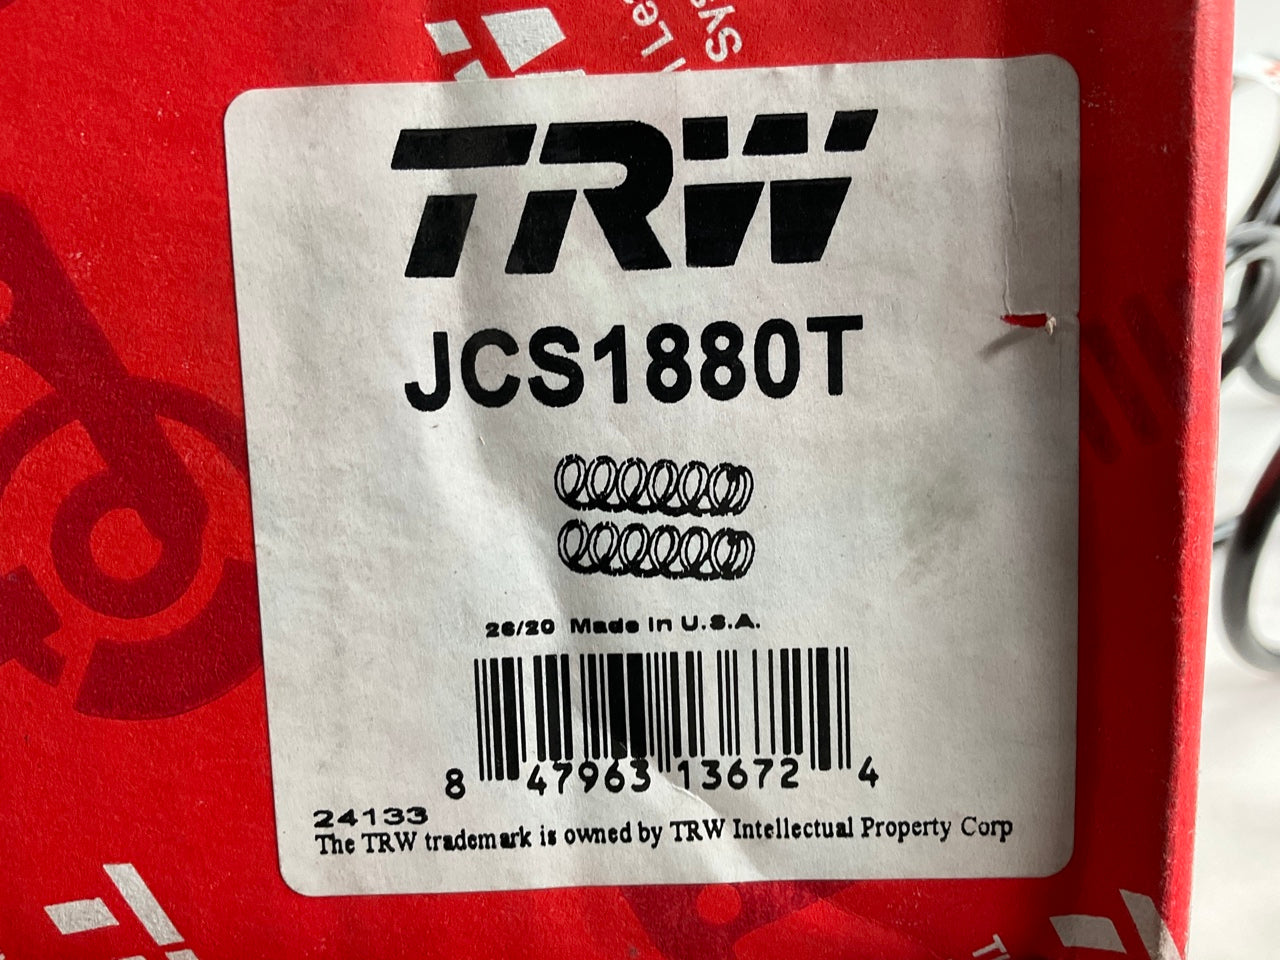 TRW
JCS1880T
26/20 Made in U.S.A.
8 47963 13672 4
24133
The TRW trademark is owned by TRW Intellectual Property Corp